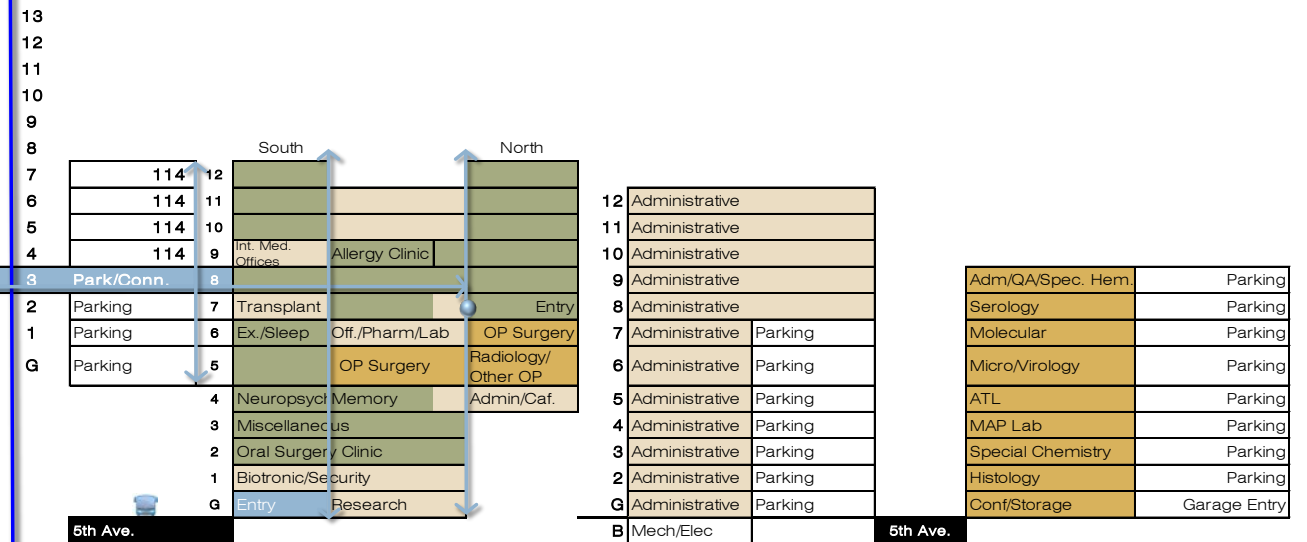 13
12
11
10
9
8 South North
7 114 12
6 114 11 12 Administrative
5 114 10 11 Administrative
4 114 9 Int. Med. Offices Allergy Clinic 10 Administrative
3 Park/Conn. 8 9 Administrative Adm/QA/Spec. Hem. Parking
2 Parking 7 Transplant Entry 8 Administrative Serology Parking
1 Parking 6 Ex./Sleep Off./Pharm/Lab OP Surgery 7 Administrative Parking Molecular Parking
G Parking 5 OP Surgery Radiology/ Other OP 6 Administrative Parking Micro/Virology Parking
4 Neuropsych Memory Admin/Caf. 5 Administrative Parking ATL Parking
3 Miscellaneous 4 Administrative Parking MAP Lab Parking
2 Oral Surgery Clinic 3 Administrative Parking Special Chemistry Parking
1 Biotronic/Security 2 Administrative Parking Histology Parking
G Entry Research G Administrative Parking Conf/Storage Garage Entry
5th Ave. B Mech/Elec 5th Ave.